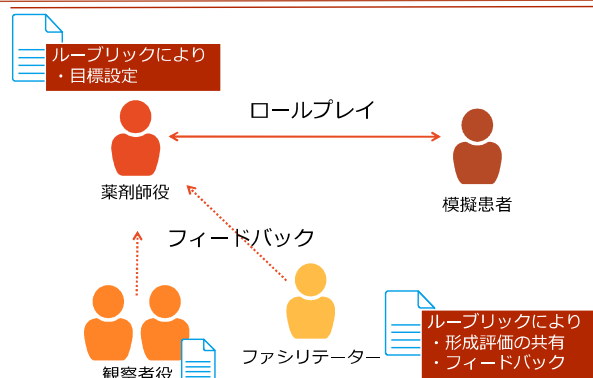 ルーブリックにより
・目標設定
ロールプレイ
薬剤師役
模擬患者
フィードバック
ルーブリックにより
・形成評価の共有
・フィードバック
ファシリテーター
観察者役